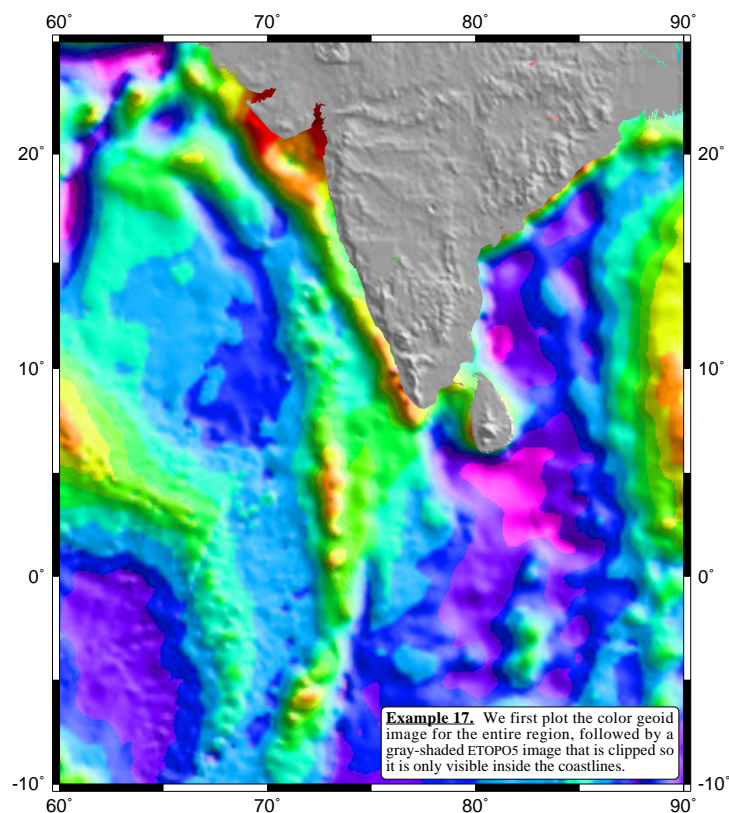 60˚ 70˚ 80˚ 90˚
20˚ 20˚
10˚ 10˚
0˚ 0˚
Example 17. We first plot the color geoid
image for the entire region, followed by a
gray-shaded ETOPO5 image that is clipped so
it is only visible inside the coastlines.
-10˚ -10˚
60˚ 70˚ 80˚ 90˚